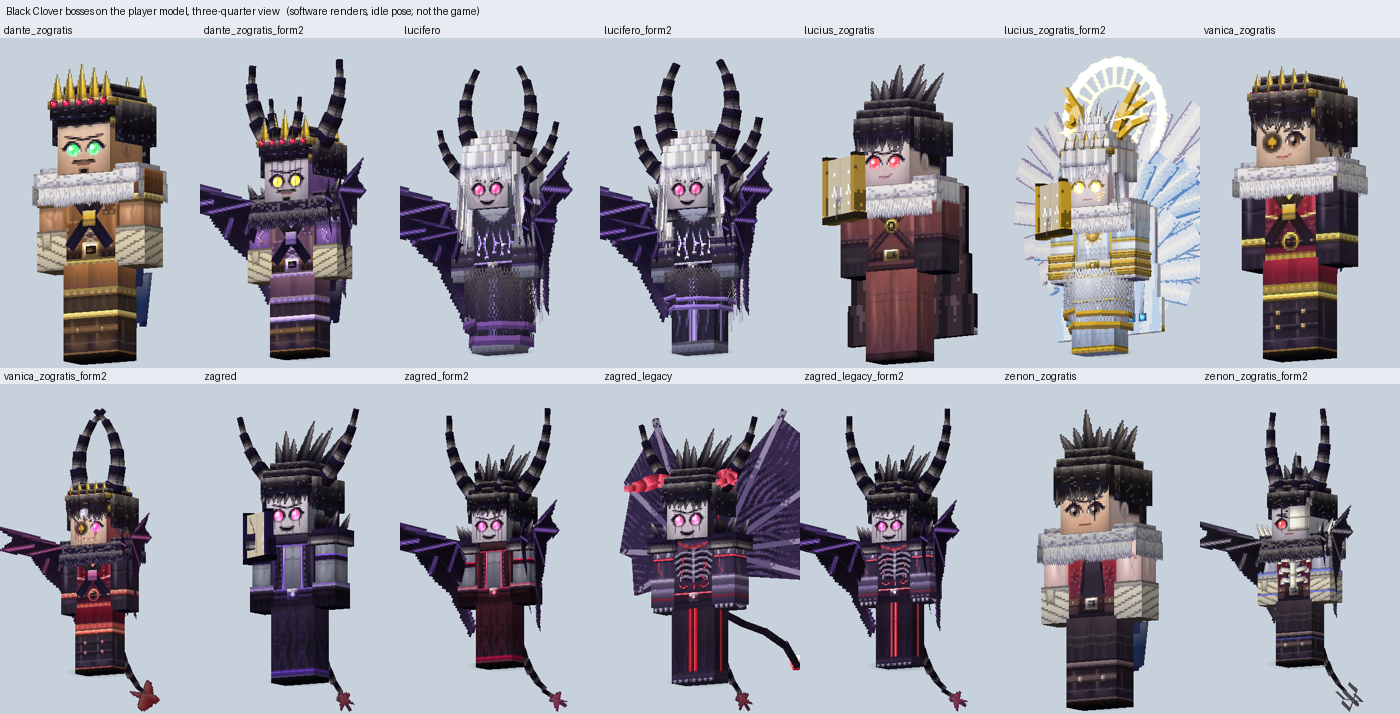 Black Clover bosses on the player model, three-quarter view (software renders, idle pose; not the game)
dante_zogratis
dante_zogratis_form2
lucifero
lucifero_form2
lucius_zogratis
lucius_zogratis_form2
vanica_zogratis
vanica_zogratis_form2
zagred
zagred_form2
zagred_legacy
zagred_legacy_form2
zenon_zogratis
zenon_zogratis_form2